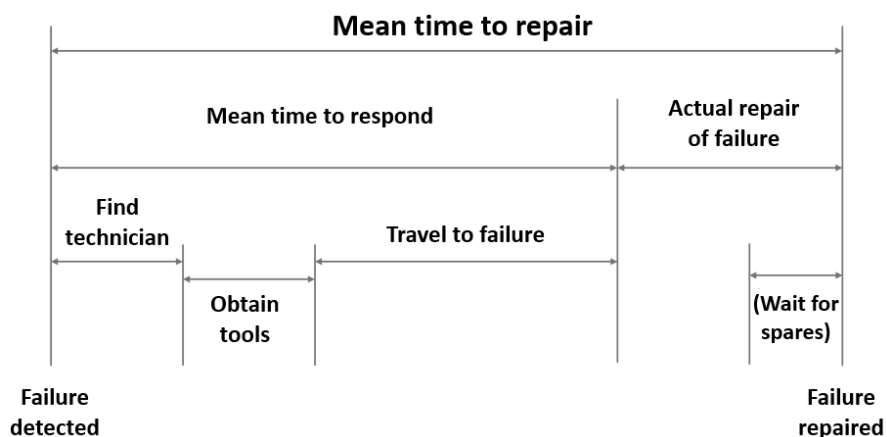 Mean time to repair
Mean time to respond
Actual repair
of failure
Find
technician
Travel to failure
Obtain
tools
(Wait for
spares)
Failure
detected
Failure
repaired